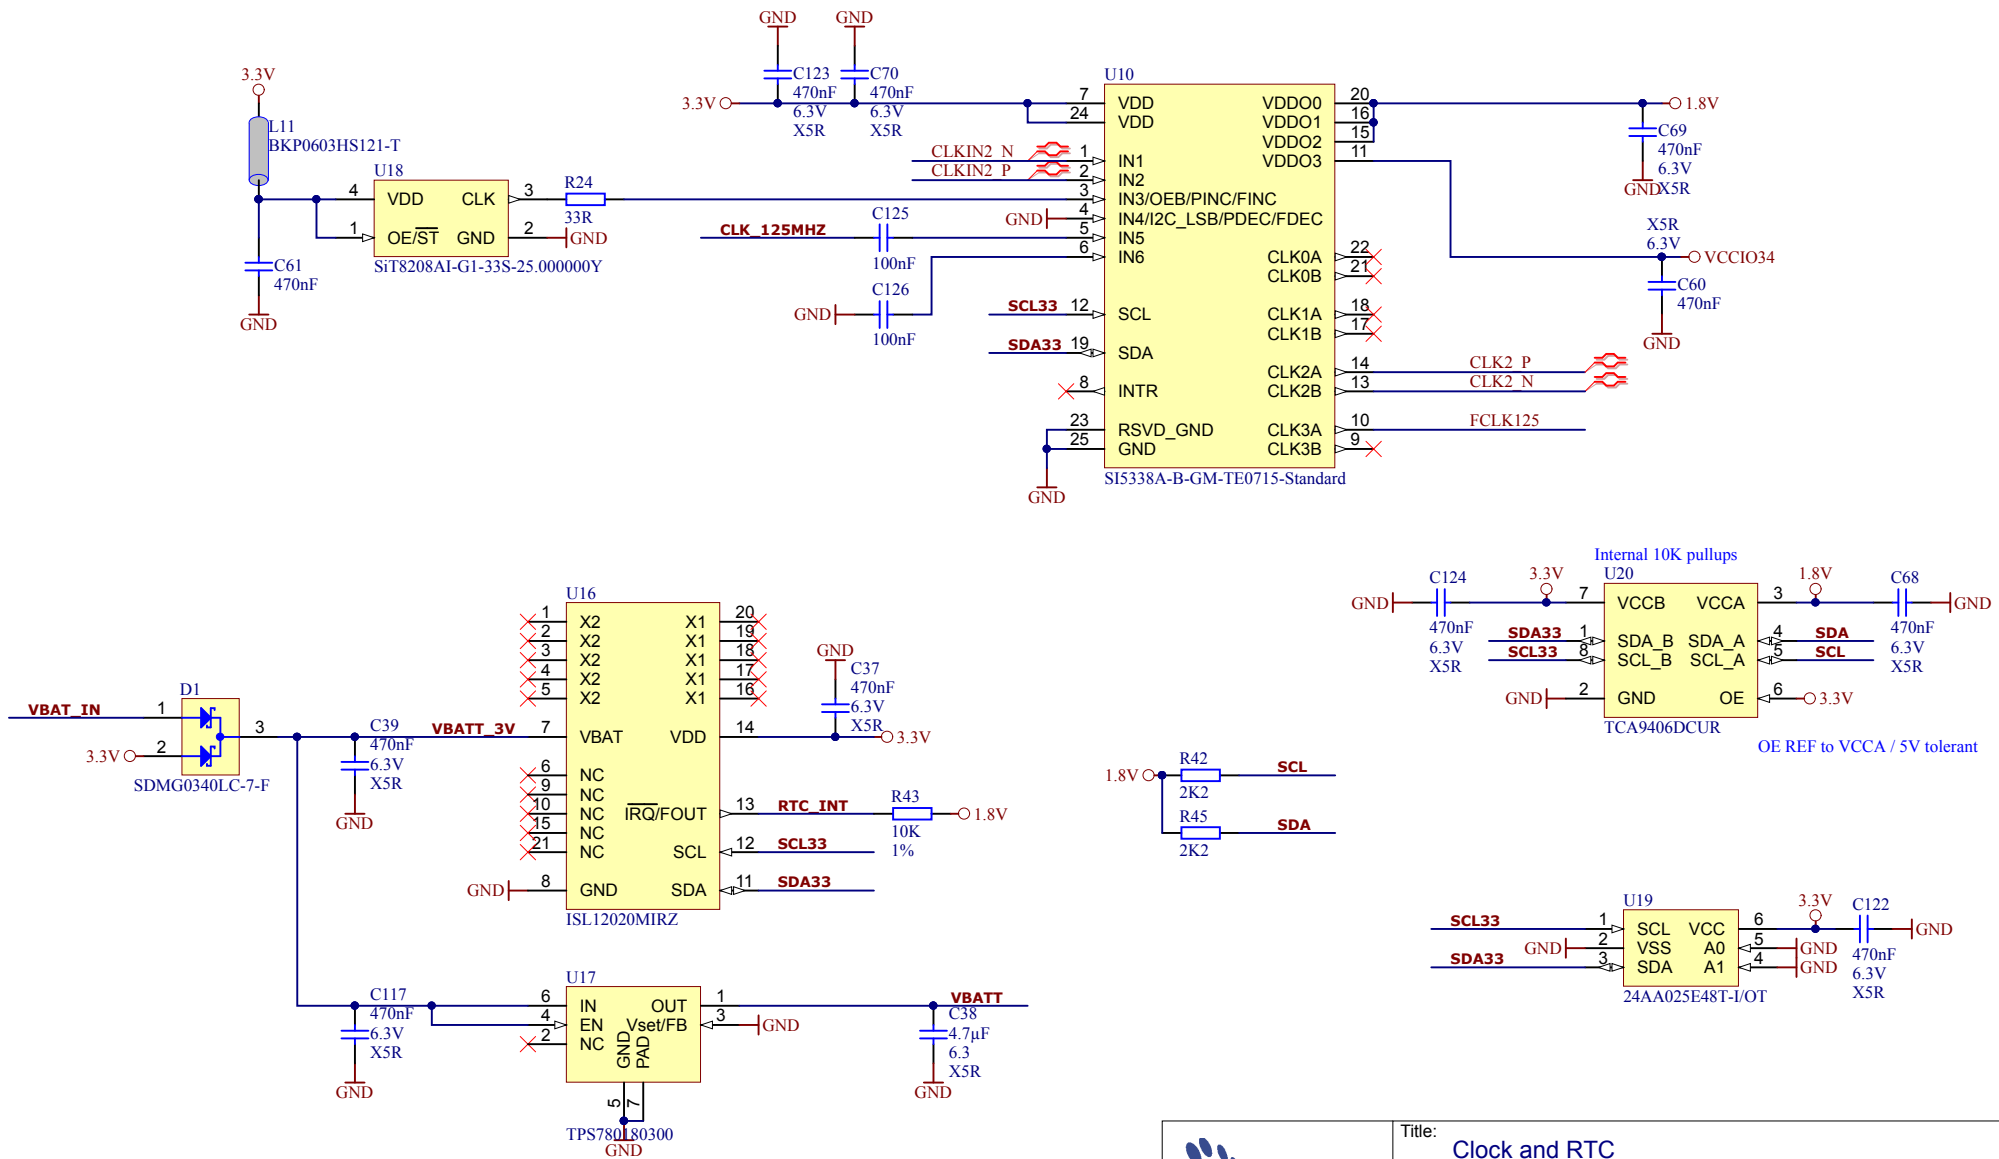 GND
GND
C123
470nF
6.3V
X5R
C70
470nF
6.3V
X5R
3.3V
3.3V
L11
BKP0603HS121-T
U18
4 VDD CLK 3
1 OE/ST GND 2
GND
SiT8208AI-G1-33S-25.000000Y
C61
470nF
GND
R24
33R
CLKIN2_N
CLKIN2_P
GND
CLK_125MHZ
C125
100nF
GND
C126
100nF
SCL33
SDA33
U10
7 VDD
24 VDD
1 IN1
2 IN2
3 IN3/OEB/PINC/FINC
4 IN4/I2C_LSB/PDEC/FDEC
5 IN5
6 IN6
12 SCL
19 SDA
8 INTR
23 RSVD_GND
25 GND
VDDO0 20
VDDO1 16
VDDO2 15
VDDO3 11
CLK0A 22
CLK0B 21
CLK1A 18
CLK1B 17
CLK2A 14
CLK2B 13
CLK3A 10
CLK3B 9
SI5338A-B-GM-TE0715-Standard
GND
1.8V
C69
470nF
6.3V
X5R
GND
X5R
6.3V
VCCIO34
C60
470nF
GND
CLK2_P
CLK2_N
FCLK125
VBAT_IN
3.3V
D1
1
2
3
SDMG0340LC-7-F
C39
470nF
6.3V
X5R
GND
VBATT_3V
U16
1 X2 X1 20
2 X2 X1 19
3 X2 X1 18
4 X2 X1 17
5 X2 X1 16
7 VBAT VDD 14
6 NC
9 NC
10 NC IRQ/FOUT 13
15 NC
21 NC SCL 12
8 GND SDA 11
ISL12020MIRZ
GND
GND
C37
470nF
6.3V
X5R
3.3V
RTC_INT
R43
10K
1%
1.8V
SCL33
SDA33
C117
470nF
6.3V
X5R
GND
U17
6 IN OUT 1
4 EN Vset/FB 3
2 NC
GND
PAD
5
7
TPS780180300
GND
GND
VBATT
C38
4.7µF
6.3
X5R
GND
Internal 10K pullups
U20
GND
C124
470nF
6.3V
X5R
3.3V
7 VCCB VCCA 3
1 SDA_B SDA_A 4
8 SCL_B SCL_A 5
2 GND OE 6
TCA9406DCUR
SDA33
SCL33
GND
1.8V
C68
470nF
6.3V
X5R
GND
SDA
SCL
3.3V
OE REF to VCCA / 5V tolerant
1.8V
R42
2K2
SCL
R45
2K2
SDA
SCL33
GND
SDA33
U19
1 SCL VCC 6
2 VSS A0 5
3 SDA A1 4
24AA025E48T-I/OT
3.3V
C122
470nF
6.3V
X5R
GND
GND
GND
Title:
Clock and RTC